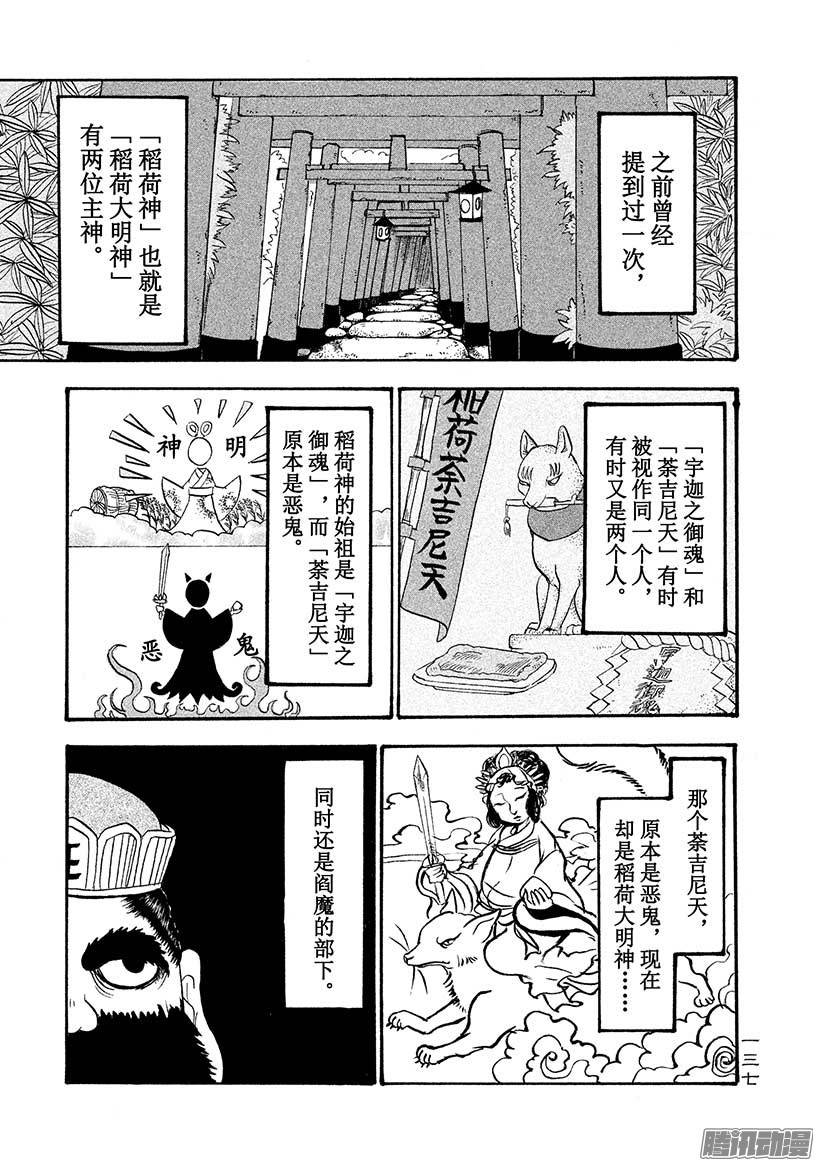 之前曾经
提到过一
次，
「稻荷神」也就是
「稻荷大明神」
有两位主神。
「宇迦之御魂」和
「荼吉尼天」有时
被视作同一个人，
有时又是两个人。
稻荷荼吉尼天
宇迦御魂
稻荷神的始祖是「宇迦之
御魂」，而「荼吉尼天」
原本是恶鬼。
神明
恶鬼
那个荼吉尼天，
原本是恶鬼，现在
却是稻荷大明神……
同时还是阎魔的部下。
王
一三七
腾讯动漫